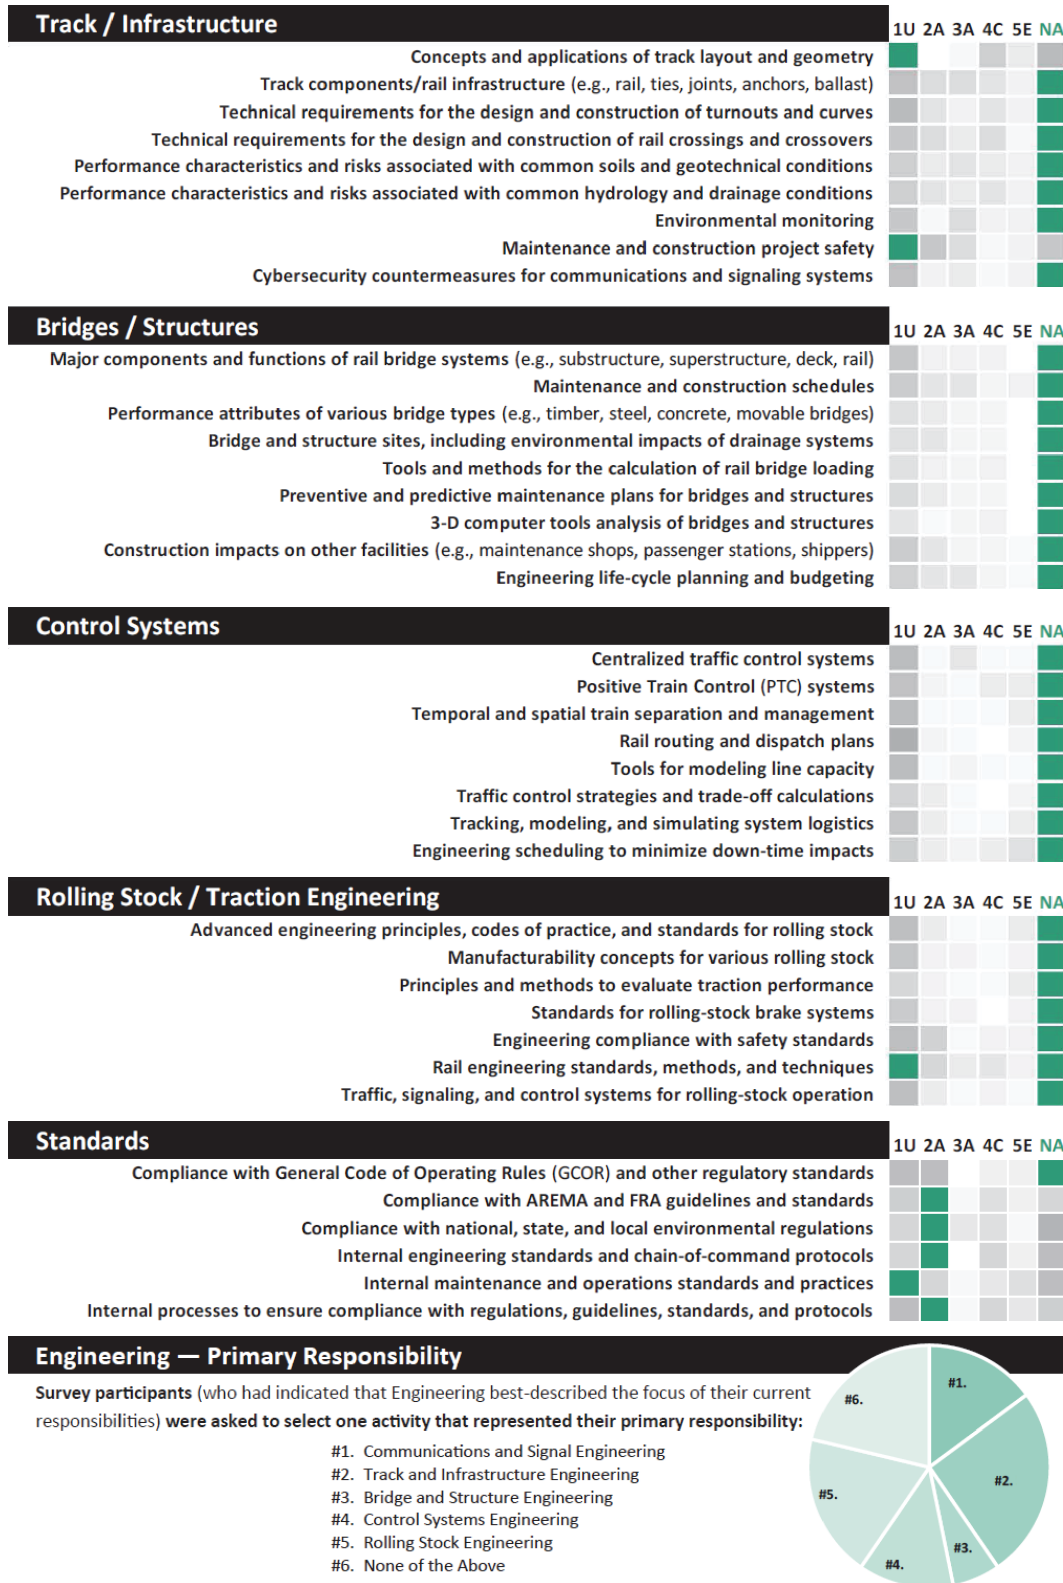 Track / Infrastructure
1U 2A 3A 4C 5E NA
Concepts and applications of track layout and geometry
Track components/rail infrastructure (e.g., rail, ties, joints, anchors, ballast)
Technical requirements for the design and construction of turnouts and curves
Technical requirements for the design and construction of rail crossings and crossovers
Performance characteristics and risks associated with common soils and geotechnical conditions
Performance characteristics and risks associated with common hydrology and drainage conditions
Environmental monitoring
Maintenance and construction project safety
Cybersecurity countermeasures for communications and signaling systems
Bridges / Structures
1U 2A 3A 4C 5E NA
Major components and functions of rail bridge systems (e.g., substructure, superstructure, deck, rail)
Maintenance and construction schedules
Performance attributes of various bridge types (e.g., timber, steel, concrete, movable bridges)
Bridge and structure sites, including environmental impacts of drainage systems
Tools and methods for the calculation of rail bridge loading
Preventive and predictive maintenance plans for bridges and structures
3-D computer tools analysis of bridges and structures
Construction impacts on other facilities (e.g., maintenance shops, passenger stations, shippers)
Engineering life-cycle planning and budgeting
Control Systems
1U 2A 3A 4C 5E NA
Centralized traffic control systems
Positive Train Control (PTC) systems
Temporal and spatial train separation and management
Rail routing and dispatch plans
Tools for modeling line capacity
Traffic control strategies and trade-off calculations
Tracking, modeling, and simulating system logistics
Engineering scheduling to minimize down-time impacts
Rolling Stock / Traction Engineering
1U 2A 3A 4C 5E NA
Advanced engineering principles, codes of practice, and standards for rolling stock
Manufacturability concepts for various rolling stock
Principles and methods to evaluate traction performance
Standards for rolling-stock brake systems
Engineering compliance with safety standards
Rail engineering standards, methods, and techniques
Traffic, signaling, and control systems for rolling-stock operation
Standards
1U 2A 3A 4C 5E NA
Compliance with General Code of Operating Rules (GCOR) and other regulatory standards
Compliance with AREMA and FRA guidelines and standards
Compliance with national, state, and local environmental regulations
Internal engineering standards and chain-of-command protocols
Internal maintenance and operations standards and practices
Internal processes to ensure compliance with regulations, guidelines, standards, and protocols
Engineering — Primary Responsibility
Survey participants (who had indicated that Engineering best-described the focus of their current
responsibilities) were asked to select one activity that represented their primary responsibility:
#1. Communications and Signal Engineering
#2. Track and Infrastructure Engineering
#3. Bridge and Structure Engineering
#4. Control Systems Engineering
#5. Rolling Stock Engineering
#6. None of the Above
#1.
#2.
#3.
#4.
#5.
#6.